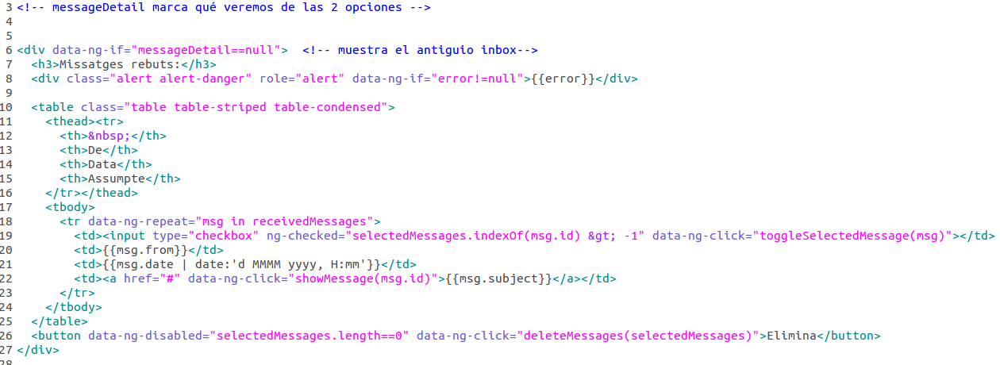 3 <!-- messageDetail marca qué veremos de las 2 opciones -->
4
5
6 <div data-ng-if="messageDetail==null">  <!-- muestra el antiguio inbox-->
7   <h3>Missatges rebuts:</h3>
8   <div class="alert alert-danger" role="alert" data-ng-if="error!=null">{{error}}</div>
9
10   <table class="table table-striped table-condensed">
11     <thead><tr>
12       <th>&nbsp;</th>
13       <th>De</th>
14       <th>Data</th>
15       <th>Assumpte</th>
16     </tr></thead>
17     <tbody>
18       <tr data-ng-repeat="msg in receivedMessages">
19         <td><input type="checkbox" ng-checked="selectedMessages.indexOf(msg.id) &gt; -1" data-ng-click="toggleSelectedMessage(msg)"></td>
20         <td>{{msg.from}}</td>
21         <td>{{msg.date | date:'d MMMM yyyy, H:mm'}}</td>
22         <td><a href="#" data-ng-click="showMessage(msg.id)">{{msg.subject}}</a></td>
23       </tr>
24     </tbody>
25   </table>
26   <button data-ng-disabled="selectedMessages.length==0" data-ng-click="deleteMessages(selectedMessages)">Elimina</button>
27 </div>
28